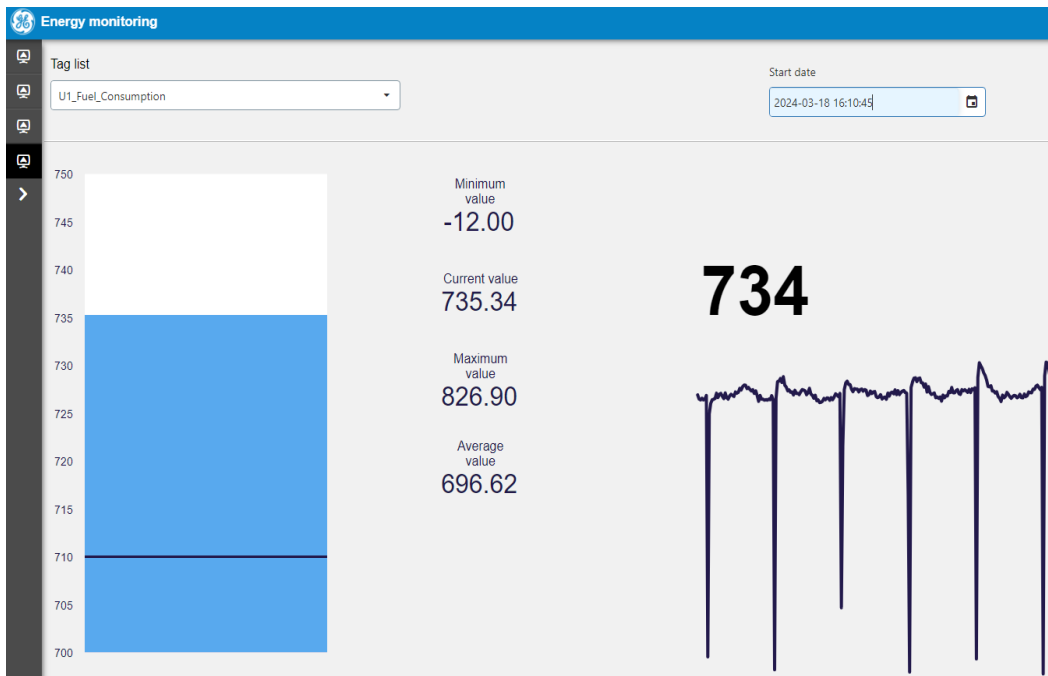 Energy monitoring
Tag list
U1_Fuel_Consumption
Start date
2024-03-18 16:10:45
750
745
740
735
730
725
720
715
710
705
700
Minimum
value
-12.00
Current value
735.34
Maximum
value
826.90
Average
value
696.62
734